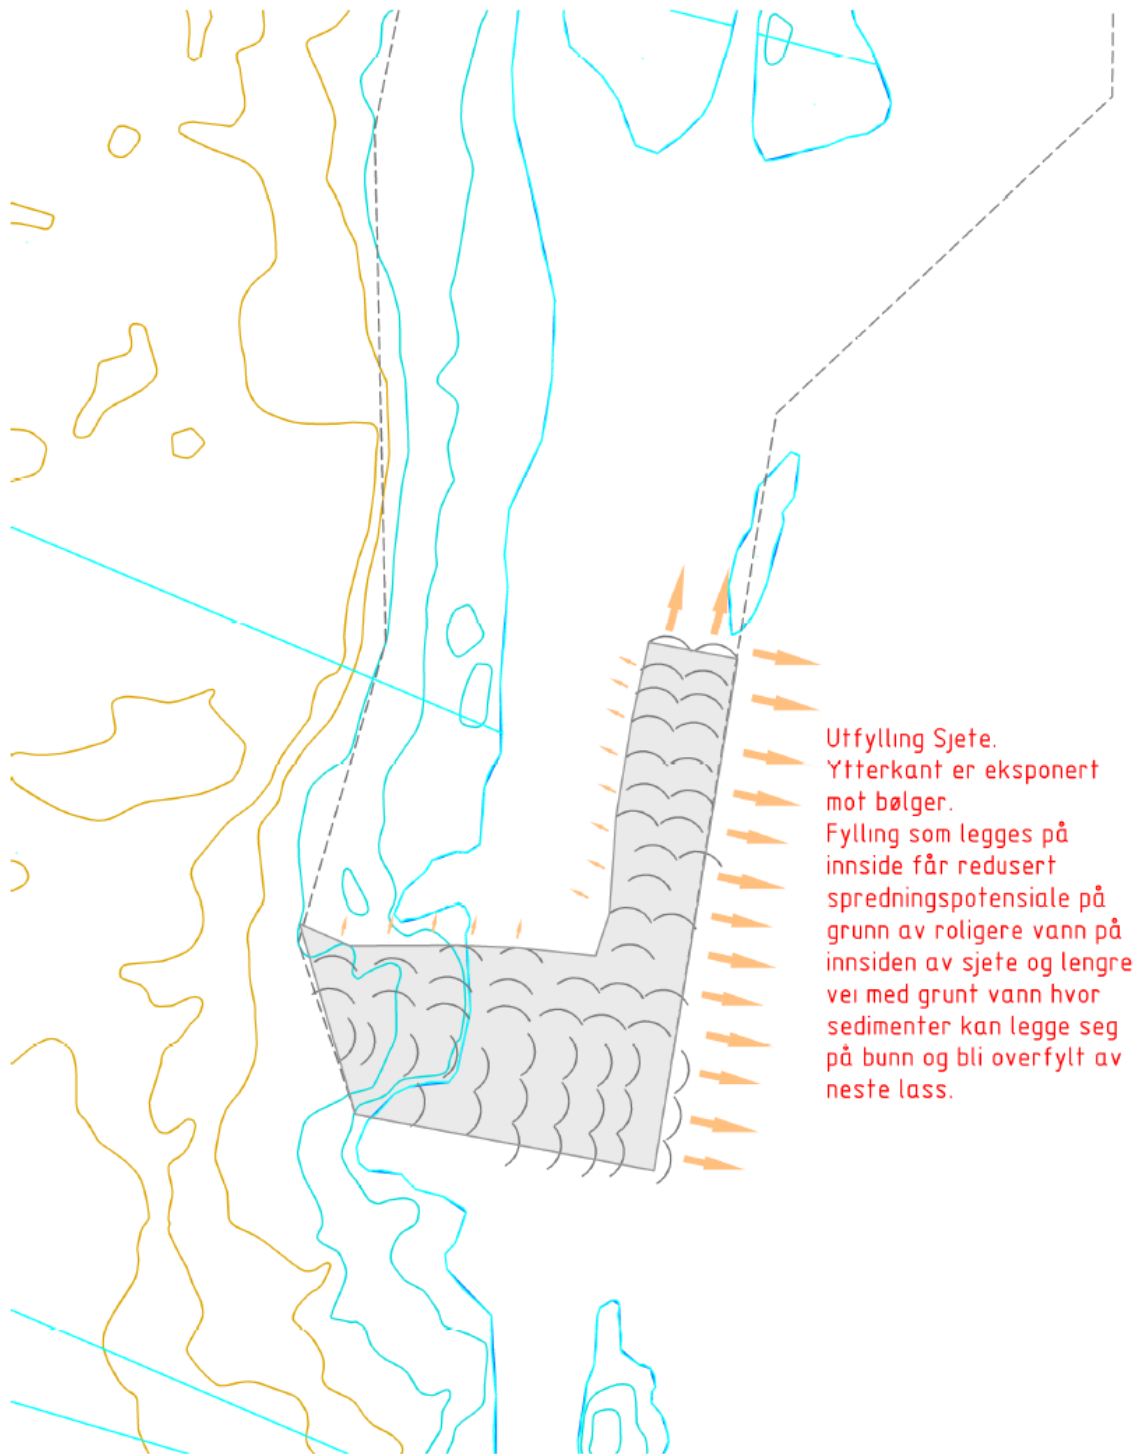 Utfylling Sjete.
Ytterkant er eksponert
mot bølger.
Fylling som legges på
innside får redusert
spredningspotensiale på
grunn av roligere vann på
innsiden av sjete og lengre
vei med grunt vann hvor
sedimenter kan legge seg
på bunn og bli overfylt av
neste lass.